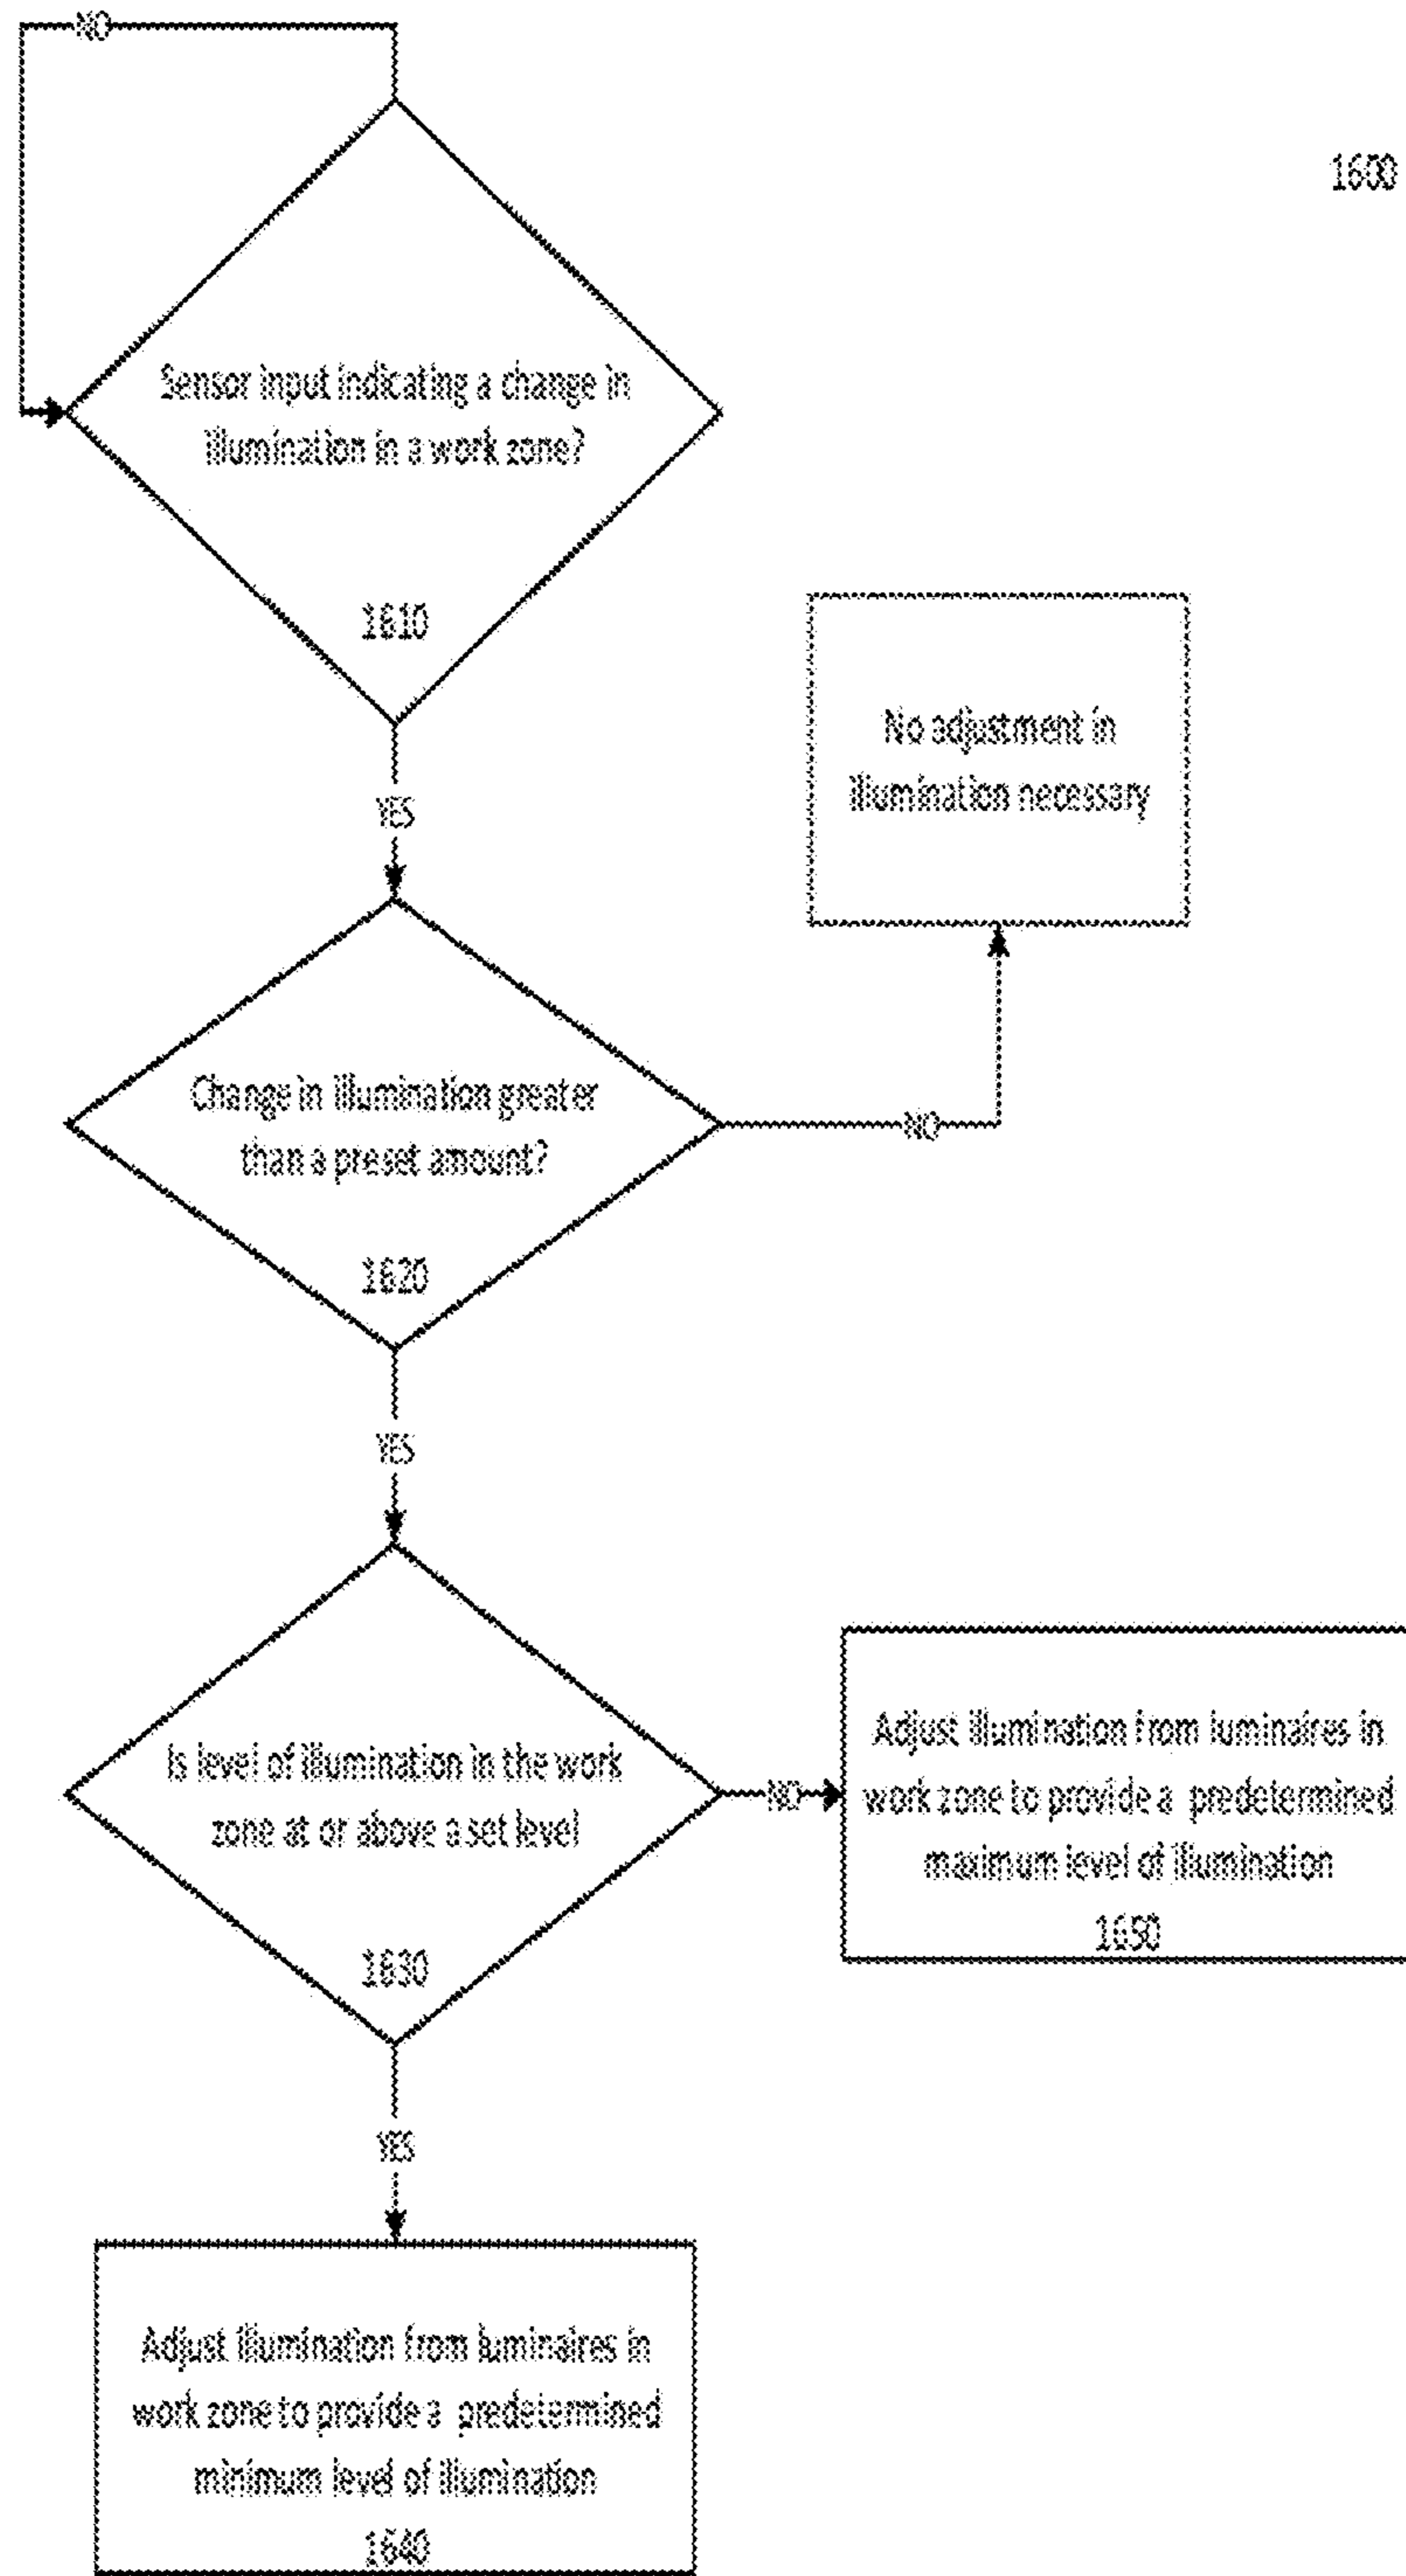 NO
1600
Sensor input indicating a change in
illumination in a work zone?
1610
YES
No adjustment in
illumination necessary
Change in illumination greater
than a preset amount?
NO
1620
YES
Is level of illumination in the work
zone at or above a set level
NO
1630
Adjust illumination from luminaires in
work zone to provide a predetermined
maximum level of illumination
1650
YES
Adjust illumination from luminaires in
work zone to provide a predetermined
minimum level of illumination
1640